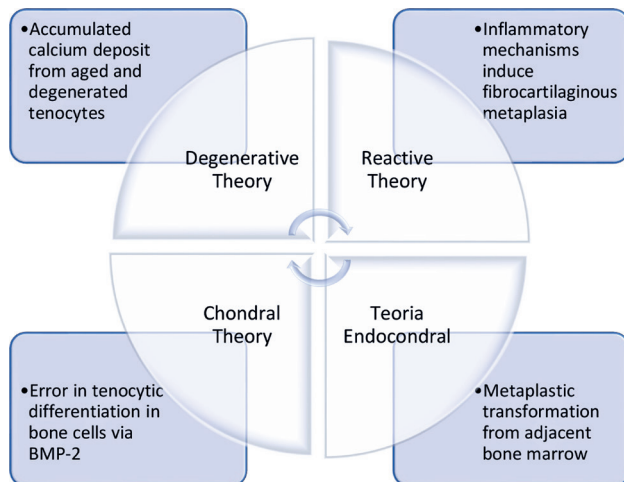 •Accumulated
calcium deposit
from aged and
degenerated
tenocytes
•Inflammatory
mechanisms
induce
fibrocartilaginous
metaplasia
Degenerative
Theory
Reactive
Theory
Chondral
Theory
Teoria
Endocondral
•Error in tenocytic
differentiation in
bone cells via
BMP-2
•Metaplastic
transformation
from adjacent
bone marrow